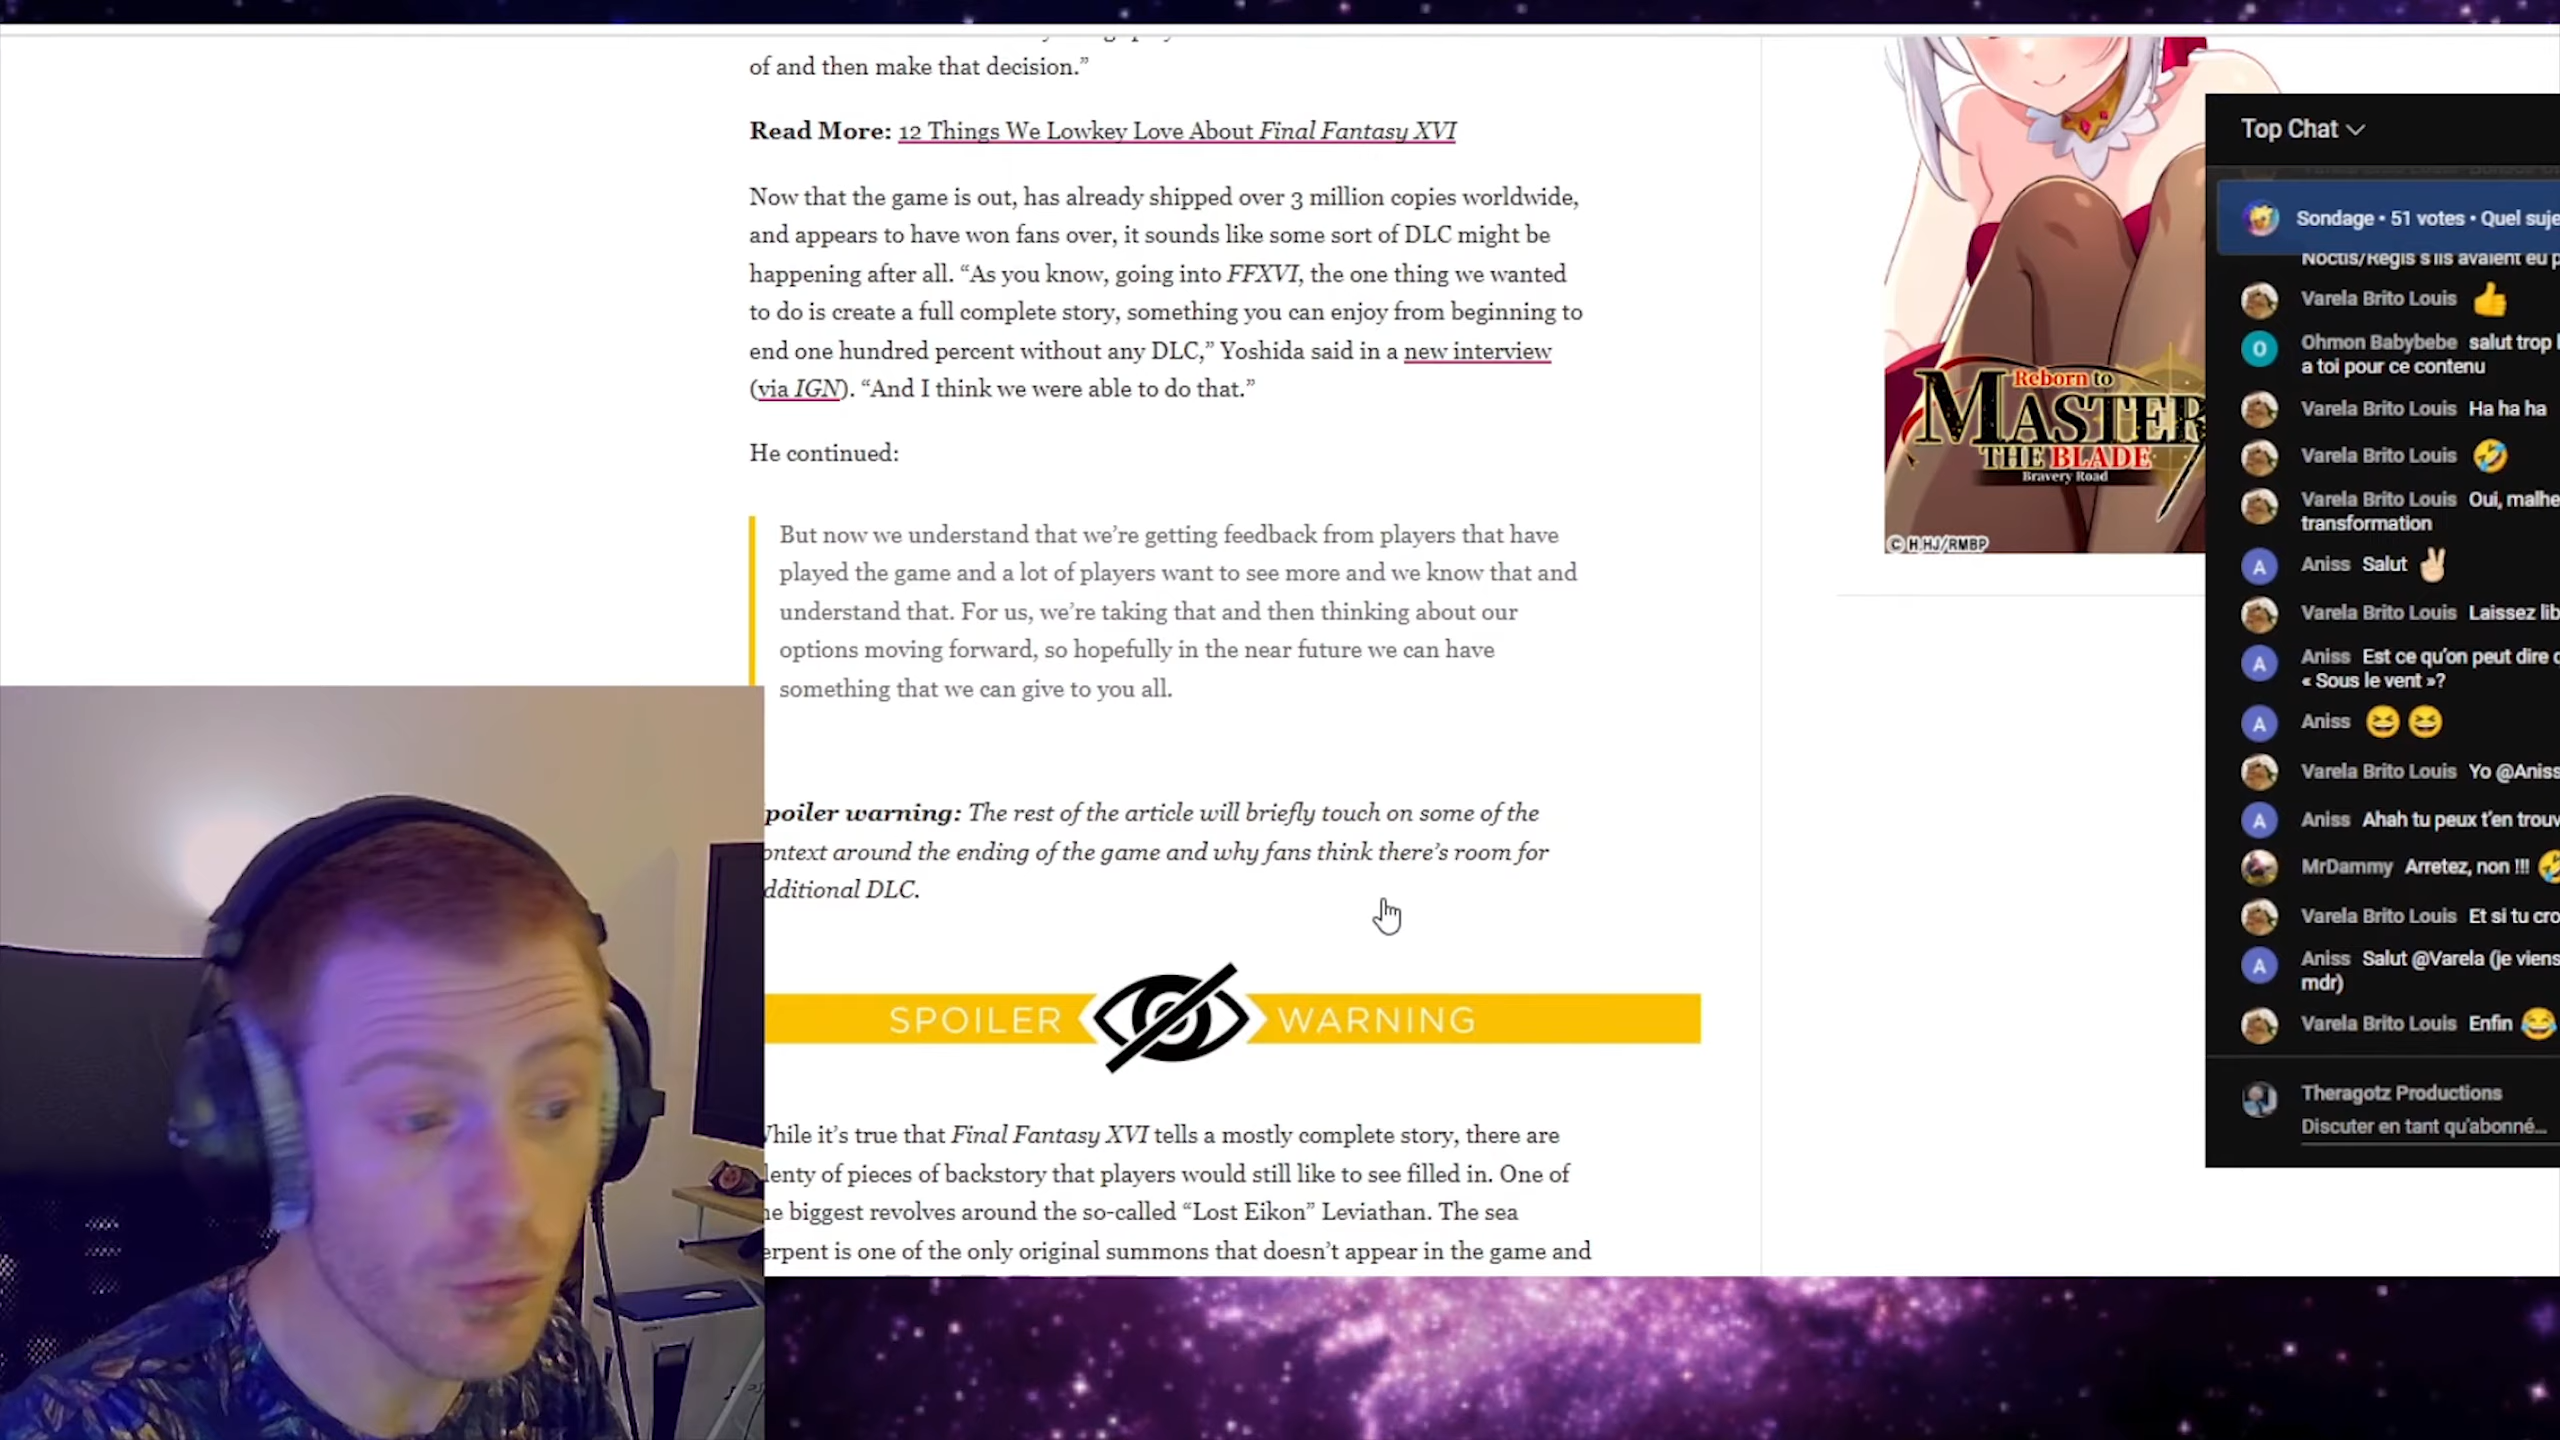 of and then make that decision.”
Read More: 12 Things We Lowkey Love About Final Fantasy XVI
Now that the game is out, has already shipped over 3 million copies worldwide,
and appears to have won fans over, it sounds like some sort of DLC might be
happening after all. “As you know, going into FFXVI, the one thing we wanted
to do is create a full complete story, something you can enjoy from beginning to
end one hundred percent without any DLC,” Yoshida said in a new interview
(via IGN). “And I think we were able to do that.”
He continued:
But now we understand that we’re getting feedback from players that have
played the game and a lot of players want to see more and we know that and
understand that. For us, we’re taking that and then thinking about our
options moving forward, so hopefully in the near future we can have
something that we can give to you all.
poiler warning: The rest of the article will briefly touch on some of the
ontext around the ending of the game and why fans think there’s room for
dditional DLC.
SPOILER WARNING
hile it’s true that Final Fantasy XVI tells a mostly complete story, there are
lenty of pieces of backstory that players would still like to see filled in. One of
he biggest revolves around the so-called “Lost Eikon” Leviathan. The sea
erpent is one of the only original summons that doesn’t appear in the game and
Reborn to
MASTER
THE BLADE
Bravery Road
© H,HJ/RMBP
Top Chat
Sondage • 51 votes • Quel suje
Noctis/Regis s'ils avaient eu p
Varela Brito Louis 👍
O
Ohmon Babybebe salut trop
a toi pour ce contenu
Varela Brito Louis Ha ha ha
Varela Brito Louis 🤣
Varela Brito Louis Oui, malhe
transformation
A
Aniss Salut ✌🏻
Varela Brito Louis Laissez lib
A
Aniss Est ce qu'on peut dire
« Sous le vent »?
A
Aniss 😆 😆
Varela Brito Louis Yo @Aniss
A
Aniss Ahah tu peux t'en trouv
MrDammy Arretez, non !!! 🤣
Varela Brito Louis Et si tu cro
A
Aniss Salut @Varela (je viens
mdr)
Varela Brito Louis Enfin 😂
Theragotz Productions
Discuter en tant qu'abonné...